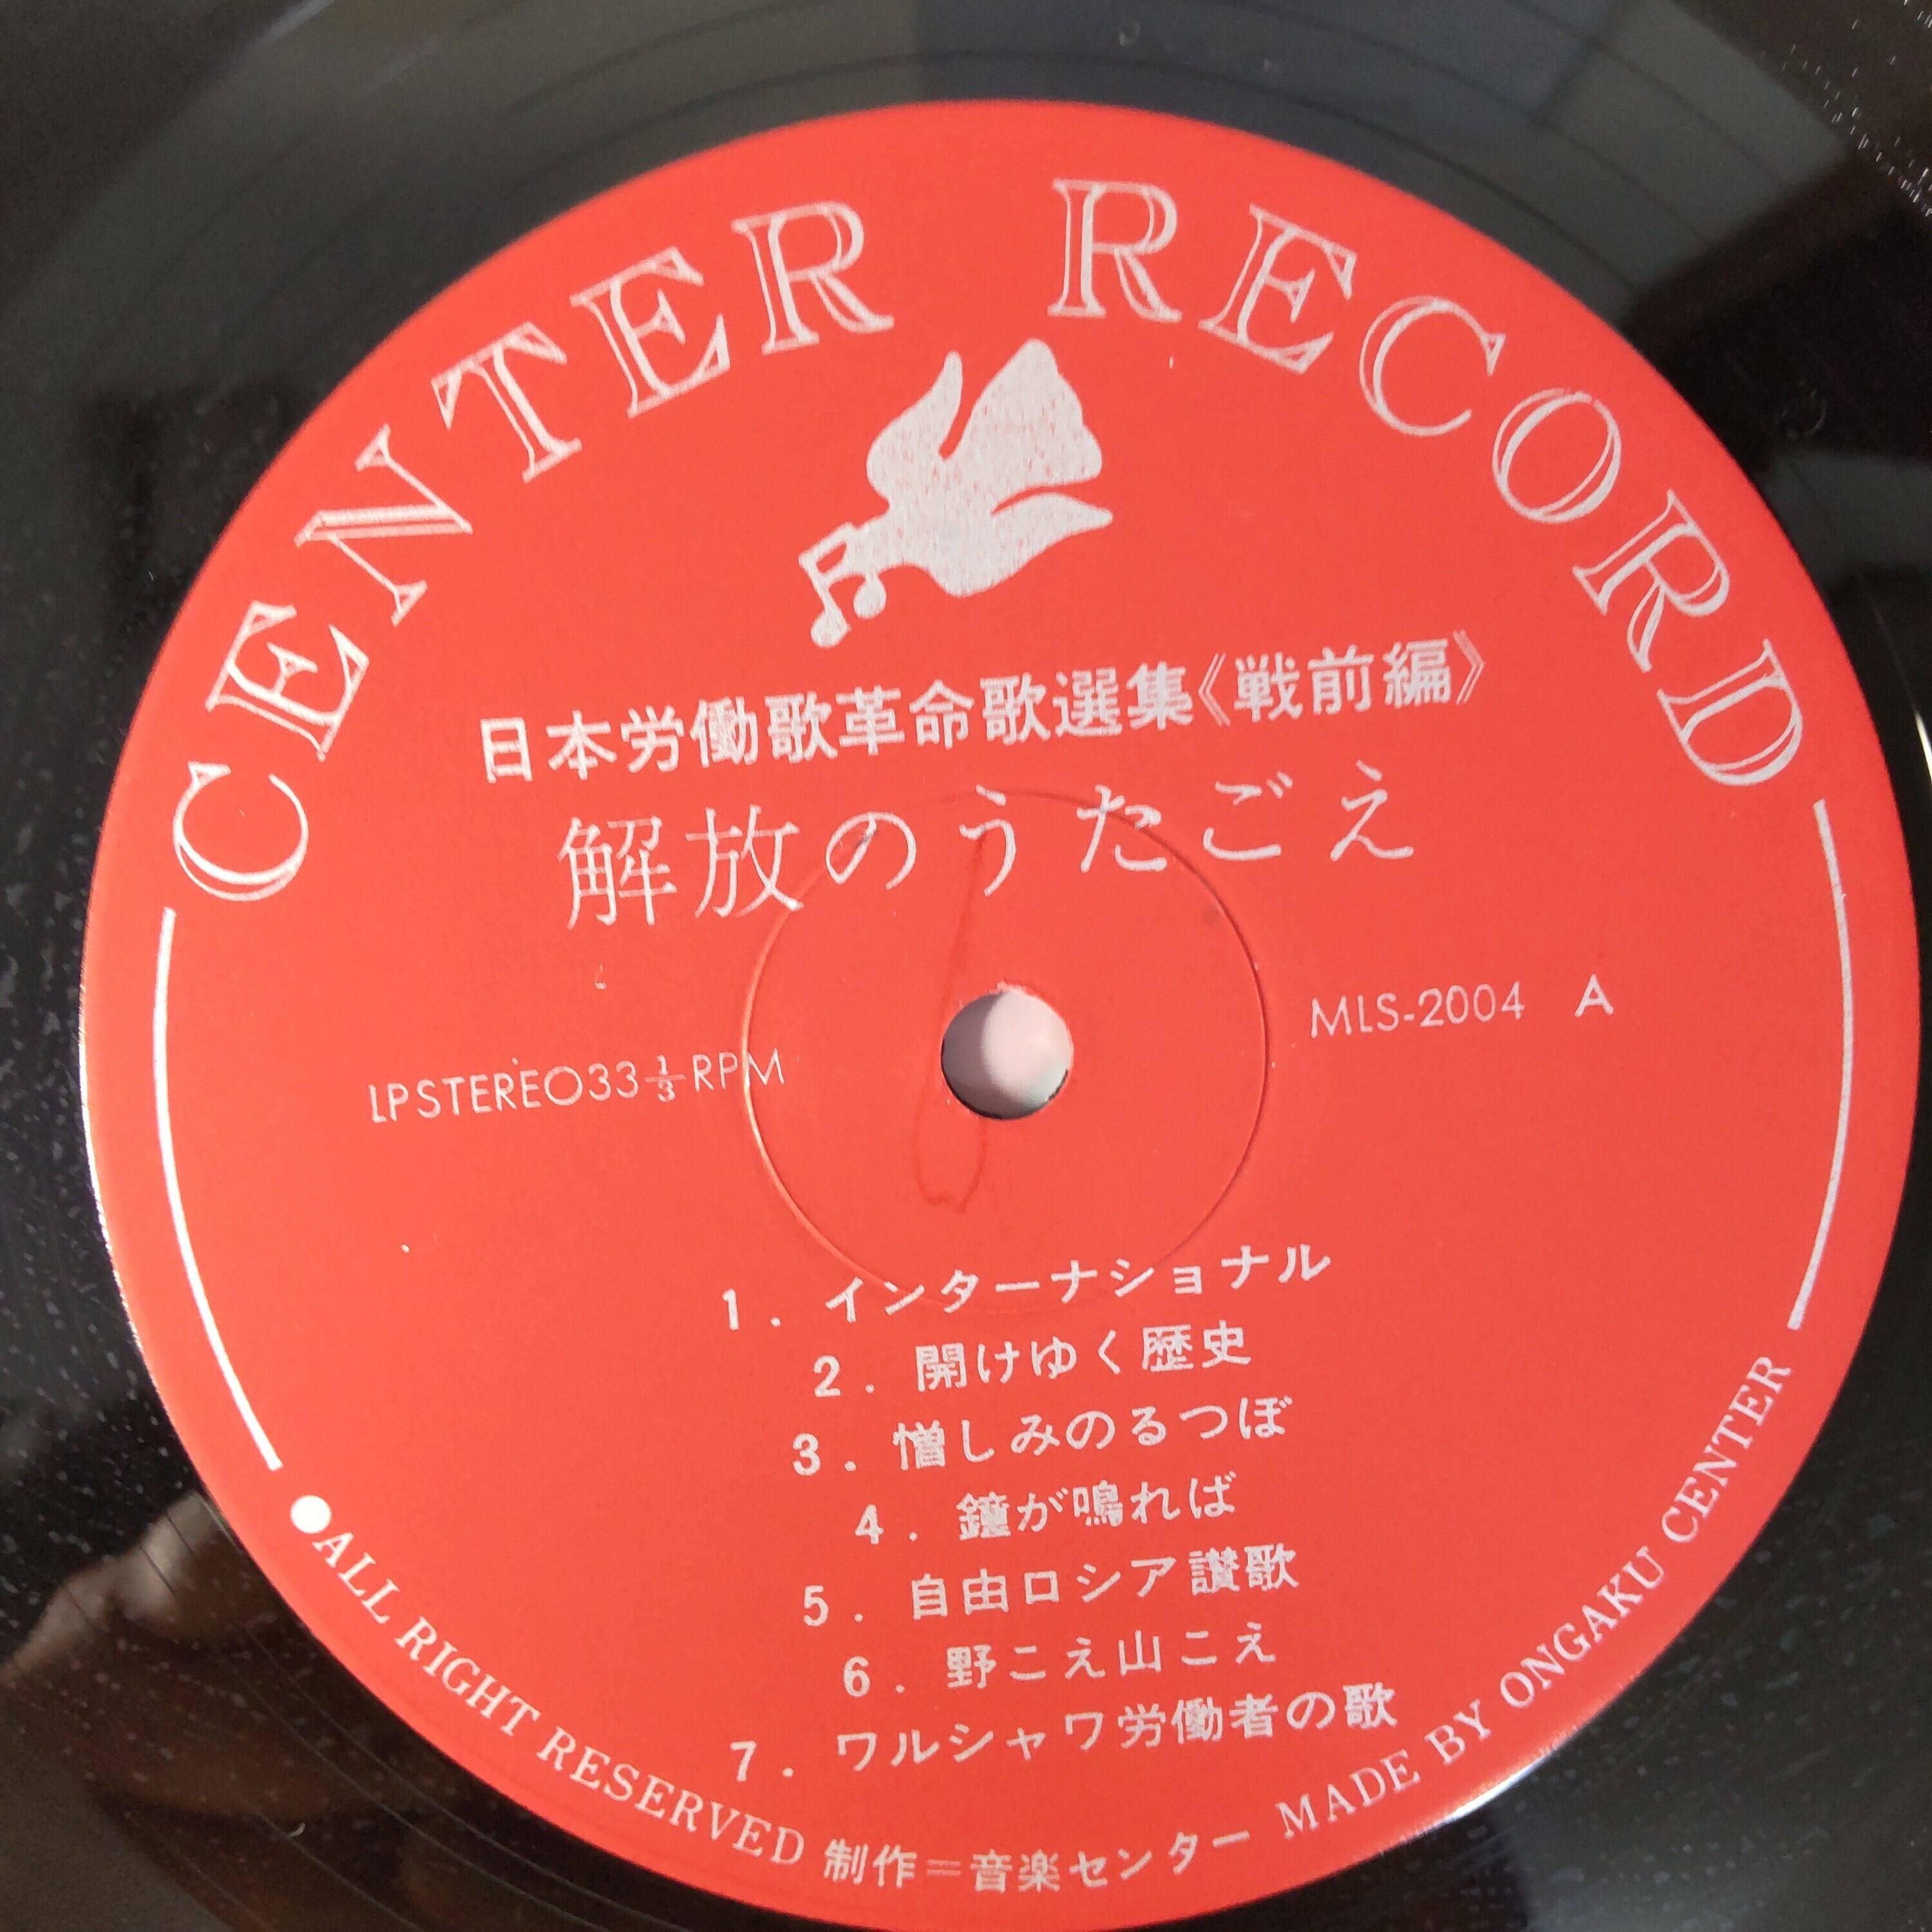 CENTER RECORD
日本労働歌革命歌選集《戦前編》
解放のうたごえ
MLS-2004 A
LP STEREO 33 1/3 RPM
1. インターナショナル
2. 開けゆく歴史
3. 憎しみのるつぼ
4. 鐘が鳴れば
5. 自由ロシア讃歌
6. 野こえ山こえ
7. ワルシャワ労働者の歌
●ALL RIGHT RESERVED 制作=音楽センター MADE BY ONGAKU CENTER